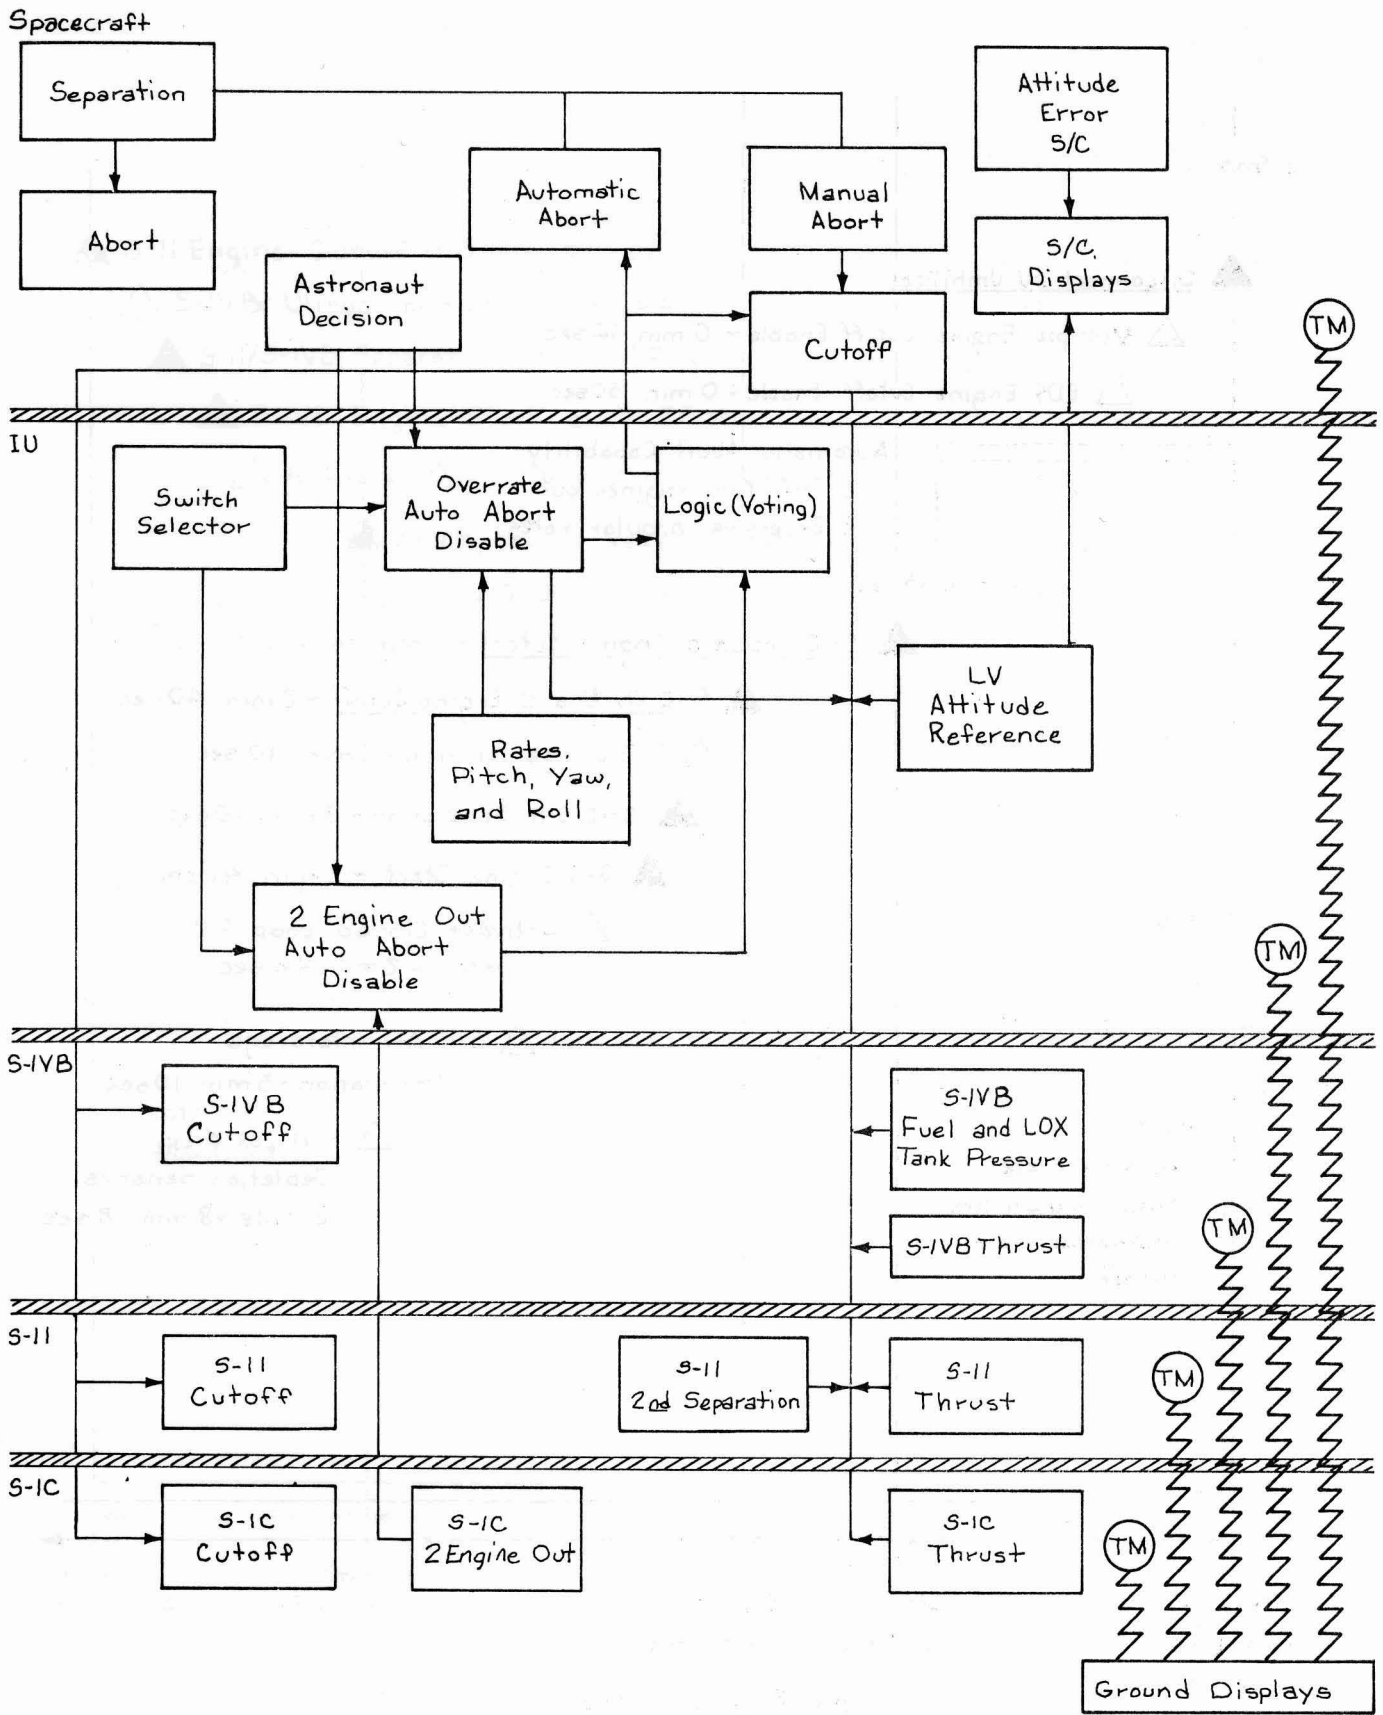 Spacecraft
Separation
Abort
Automatic
Abort
Manual
Abort
Attitude
Error
S/C
S/C
Displays
Astronaut
Decision
Cutoff
TM
IU
Switch
Selector
Overrate
Auto Abort
Disable
Logic (Voting)
LV
Attitude
Reference
Rates,
Pitch, Yaw,
and Roll
2 Engine Out
Auto Abort
Disable
TM
S-IVB
S-IVB
Cutoff
S-IVB
Fuel and LOX
Tank Pressure
S-IVB Thrust
TM
S-II
S-II
Cutoff
S-II
2nd Separation
S-II
Thrust
TM
S-IC
S-IC
Cutoff
S-IC
2 Engine Out
S-IC
Thrust
TM
Ground Displays